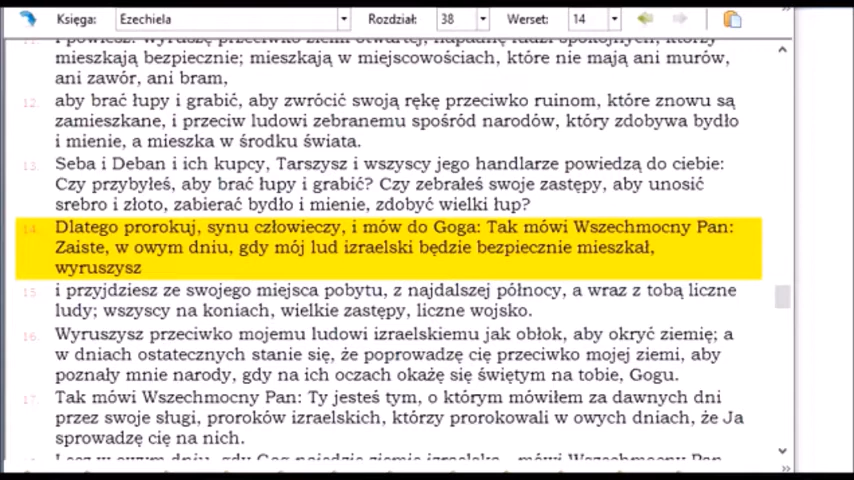 Księga: Ezechiela Rozdział: 38 Werset: 14
mieszkają bezpiecznie; mieszkają w miejscowościach, które nie mają ani murów,
ani zawór, ani bram,
12. aby brać łupy i grabić, aby zwrócić swoją rękę przeciwko ruinom, które znowu są
zamieszkane, i przeciw ludowi zebranemu spośród narodów, który zdobywa bydło
i mienie, a mieszka w środku świata.
13. Seba i Deban i ich kupcy, Tarszysz i wszyscy jego handlarze powiedzą do ciebie:
Czy przybyłeś, aby brać łupy i grabić? Czy zebrałeś swoje zastępy, aby unosić
srebro i złoto, zabierać bydło i mienie, zdobyć wielki łup?
14. Dlatego prorokuj, synu człowieczy, i mów do Goga: Tak mówi Wszechmocny Pan:
Zaiste, w owym dniu, gdy mój lud izraelski będzie bezpiecznie mieszkał,
wyruszysz
15. i przyjdziesz ze swojego miejsca pobytu, z najdalszej północy, a wraz z tobą liczne
ludy; wszyscy na koniach, wielkie zastępy, liczne wojsko.
16. Wyruszysz przeciwko mojemu ludowi izraelskiemu jak obłok, aby okryć ziemię; a
w dniach ostatecznych stanie się, że poprowadzę cię przeciwko mojej ziemi, aby
poznały mnie narody, gdy na ich oczach okażę się świętym na tobie, Gogu.
17. Tak mówi Wszechmocny Pan: Ty jesteś tym, o którym mówiłem za dawnych dni
przez swoje sługi, proroków izraelskich, którzy prorokowali w owych dniach, że Ja
sprowadzę cię na nich.